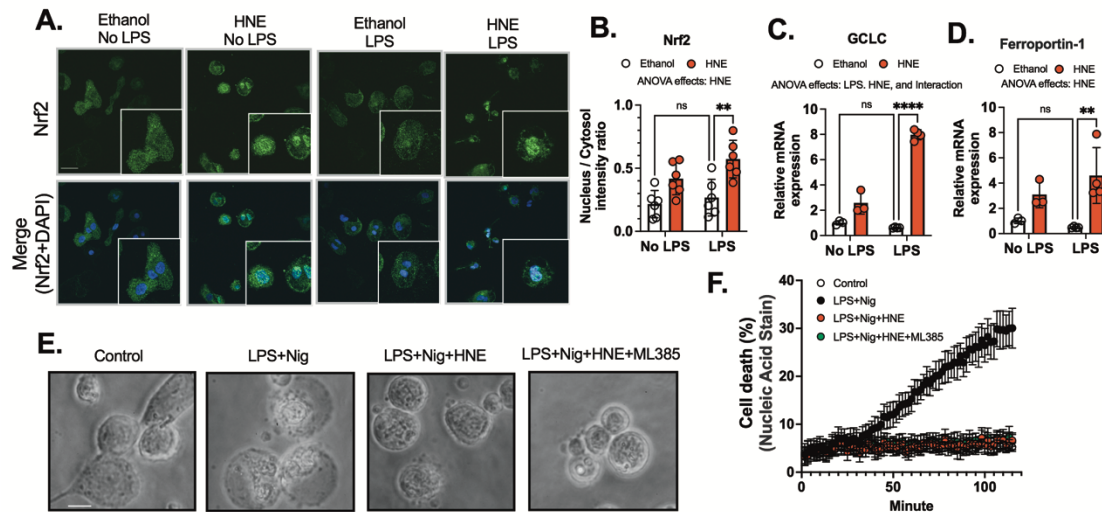 A.
Ethanol
No LPS
HNE
No LPS
Ethanol
LPS
HNE
LPS
Nrf2
Merge
(Nrf2+DAPI)
B.
Nrf2
Ethanol HNE
ANOVA effects: HNE
ns **
Nucleus / Cytosol
intensity ratio
1.0
0.5
0.0
No LPS LPS
C.
GCLC
Ethanol HNE
ANOVA effects: LPS. HNE, and Interaction
ns ****
Relative mRNA
expression
8
6
4
2
0
No LPS LPS
D.
Ferroportin-1
Ethanol HNE
ANOVA effects: HNE
ns **
Relative mRNA
expression
8
6
4
2
0
No LPS LPS
E.
Control
LPS+Nig
LPS+Nig+HNE
LPS+Nig+HNE+ML385
F.
Control
LPS+Nig
LPS+Nig+HNE
LPS+Nig+HNE+ML385
Cell death (%)
(Nucleic Acid Stain)
40
30
20
10
0
50 100
Minute